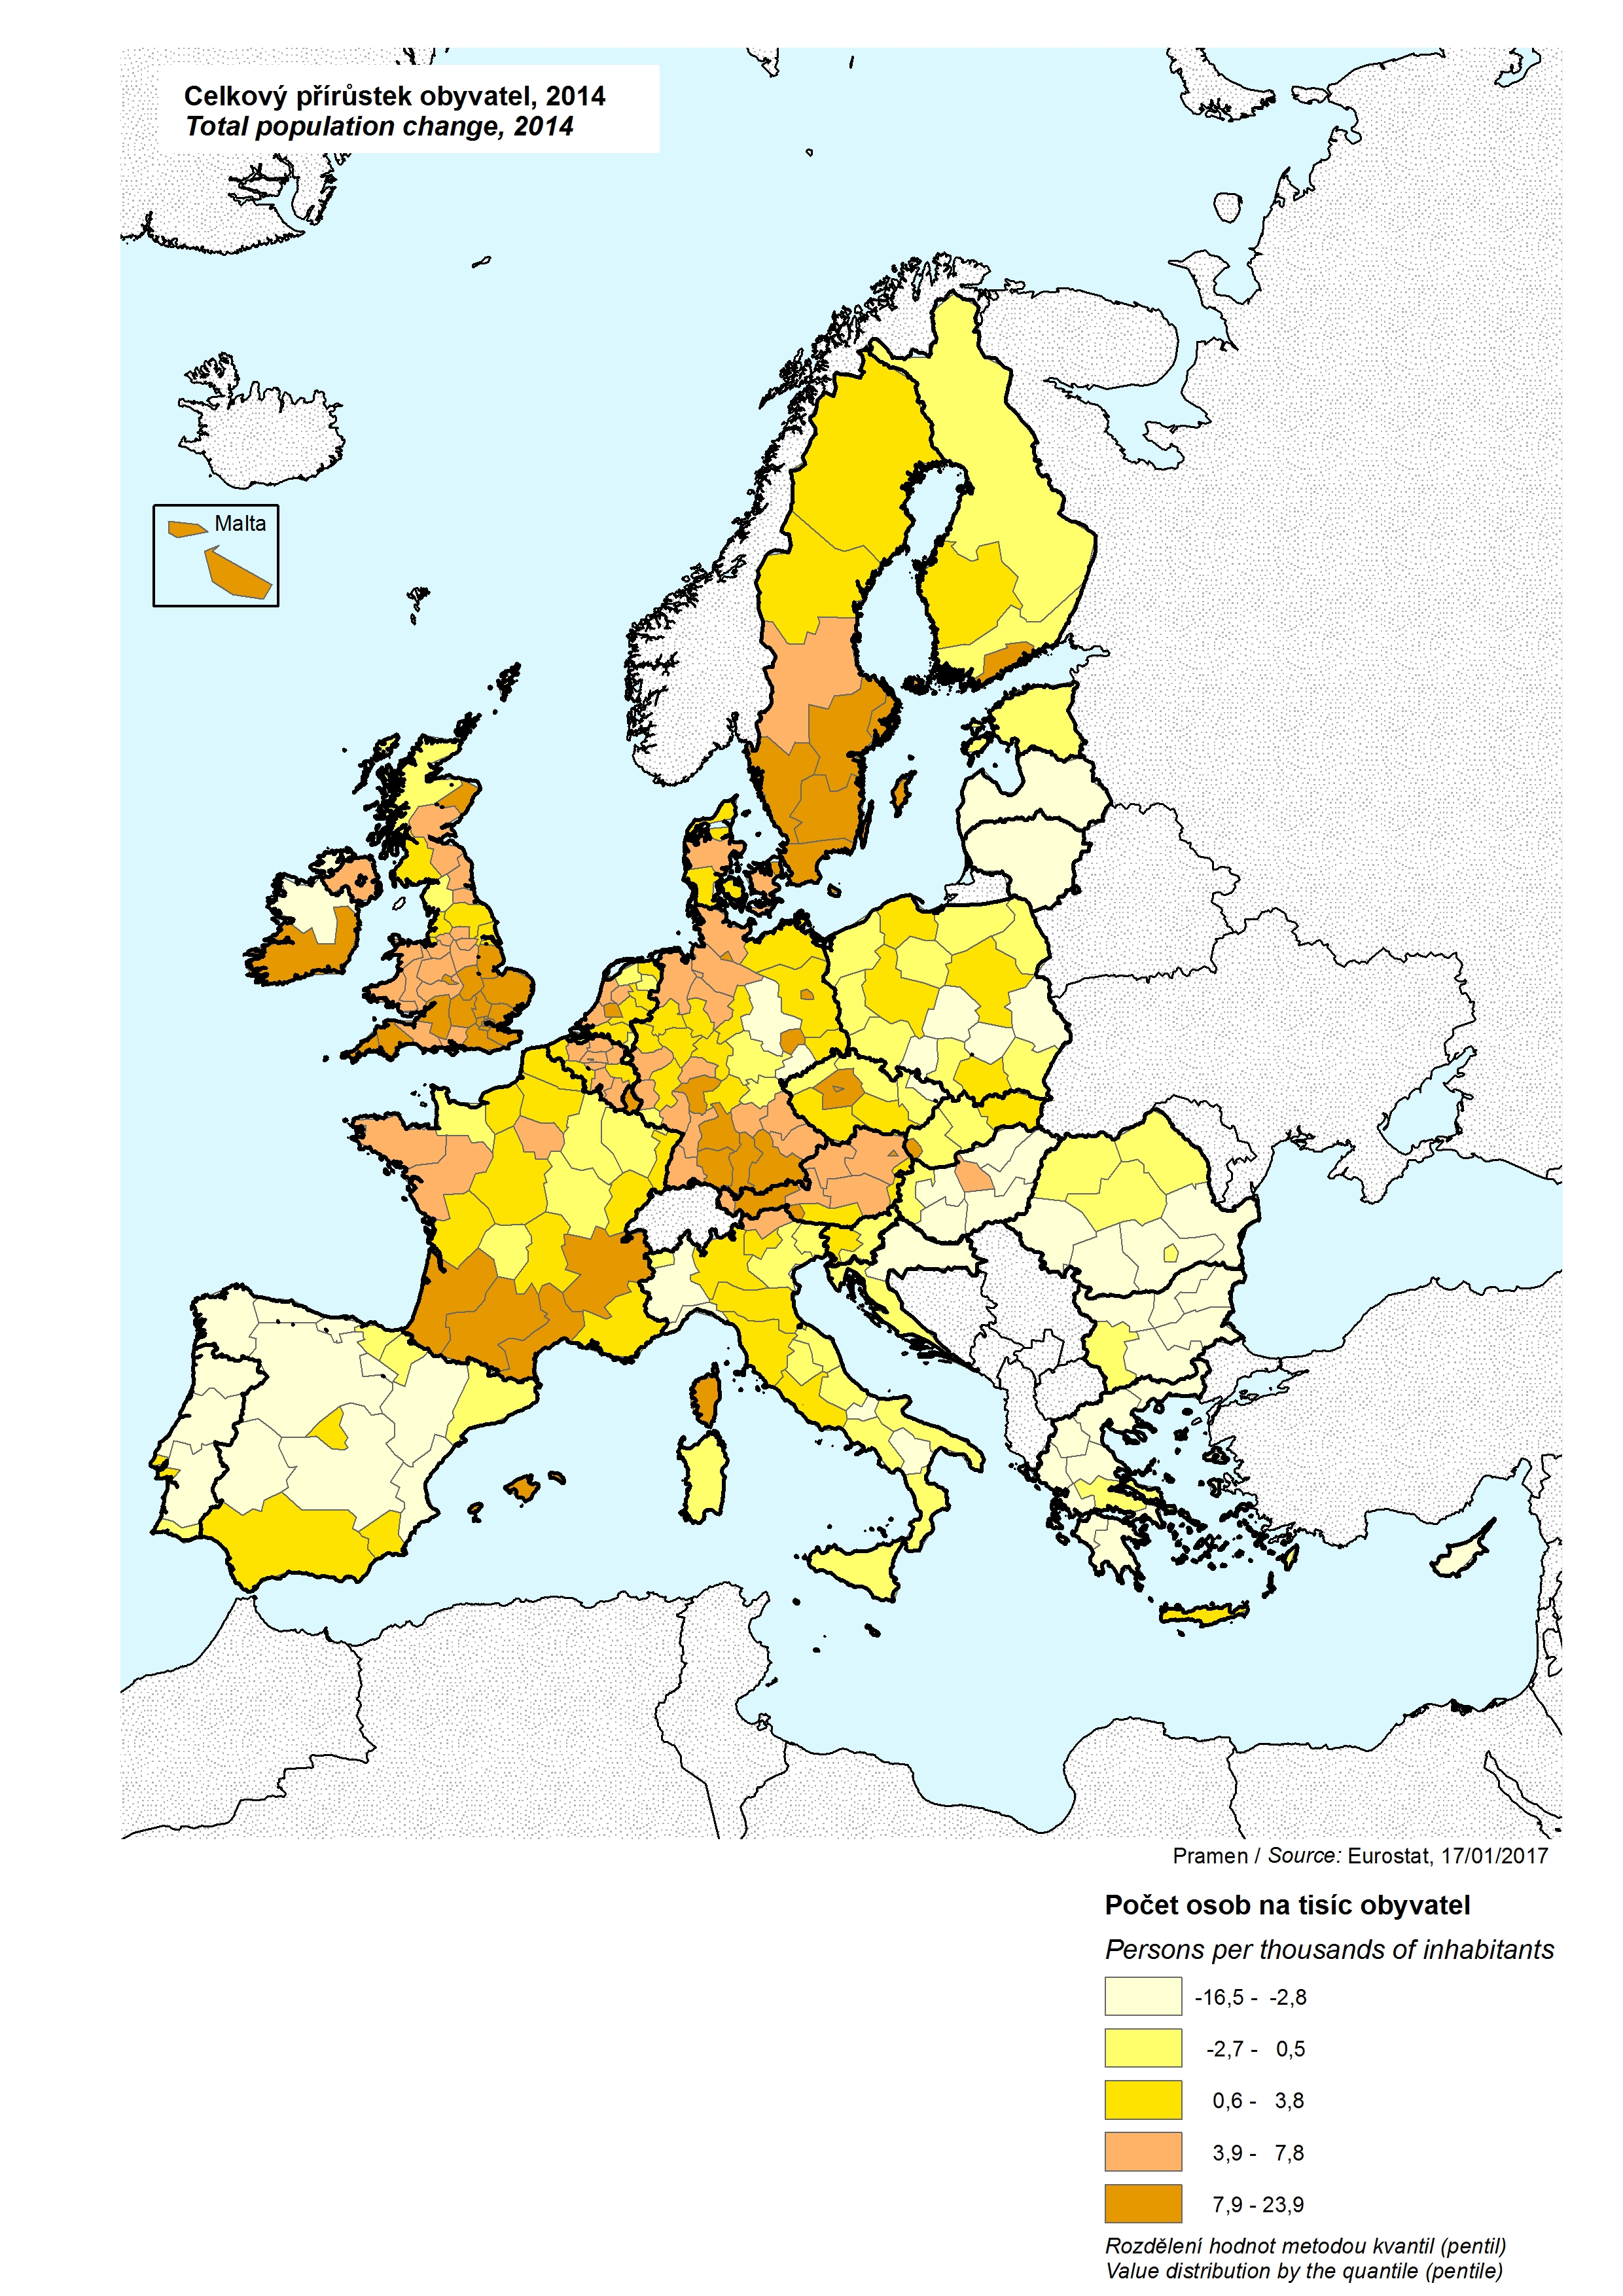 Celkový přírůstek obyvatel, 2014
Total population change, 2014
Malta
Pramen / Source: Eurostat, 17/01/2017
Počet osob na tisíc obyvatel
Persons per thousands of inhabitants
-16,5 - -2,8
-2,7 - 0,5
0,6 - 3,8
3,9 - 7,8
7,9 - 23,9
Rozdělení hodnot metodou kvantil (pentil)
Value distribution by the quantile (pentile)